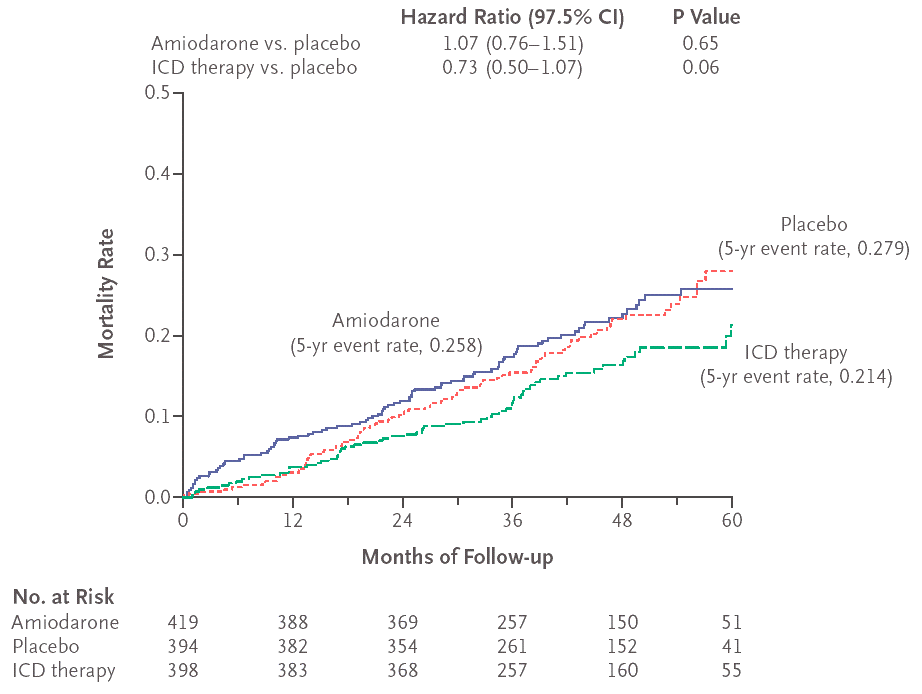 Hazard Ratio (97.5% CI) P Value
Amiodarone vs. placebo 1.07 (0.76–1.51) 0.65
ICD therapy vs. placebo 0.73 (0.50–1.07) 0.06
0.5
0.4
0.3
0.2
0.1
0.0
Mortality Rate
Placebo
(5-yr event rate, 0.279)
Amiodarone
(5-yr event rate, 0.258)
ICD therapy
(5-yr event rate, 0.214)
0 12 24 36 48 60
Months of Follow-up
No. at Risk
Amiodarone 419 388 369 257 150 51
Placebo 394 382 354 261 152 41
ICD therapy 398 383 368 257 160 55